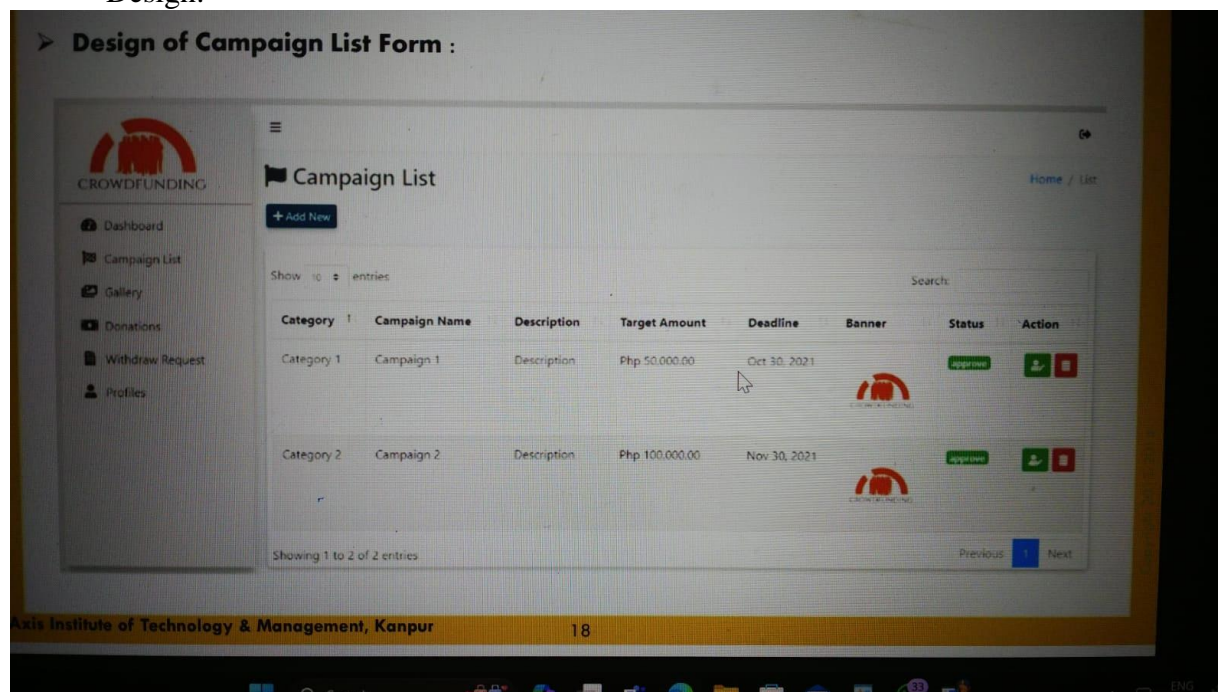 Design:
➤ Design of Campaign List Form :
CROWDFUNDING
Dashboard
Campaign List
Gallery
Donations
Withdraw Request
Profiles
Campaign List
Home / List
+ Add New
Show 10 entries
Search:
Category Campaign Name Description Target Amount Deadline Banner Status Action
Category 1 Campaign 1 Description Php 50.000.00 Oct 30, 2021 approve
CROWDFUNDING
Category 2 Campaign 2 Description Php 100.000.00 Nov 30, 2021 approve
CROWDFUNDING
Showing 1 to 2 of 2 entries
Previous 1 Next
Axis Institute of Technology & Management, Kanpur 18
33
ENG